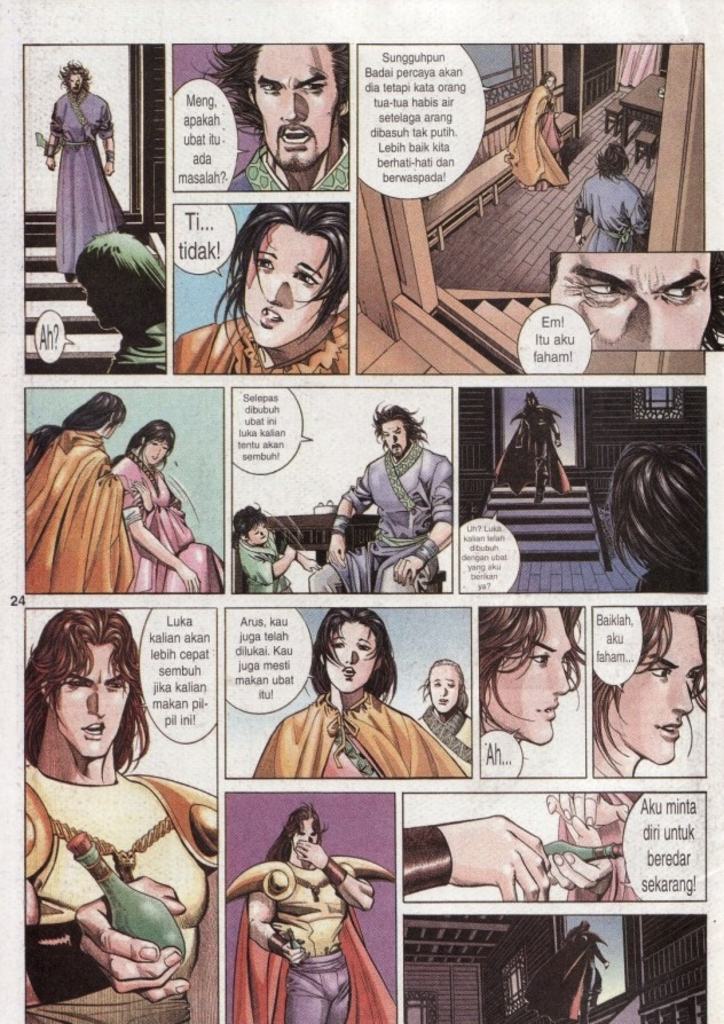 Ah?
Meng,
apakah
ubat itu
ada
masalah?
Ti...
tidak!
Sungguhpun
Badai percaya akan
dia tetapi kata orang
tua-tua habis air
setelaga arang
dibasuh tak putih.
Lebih baik kita
berhati-hati dan
berwaspada!
Em!
Itu aku
faham!
Selepas
dibubuh
ubat ini
luka kalian
tentu akan
sembuh!
Uh? Luka
kalian telah
dibubuh
dengan ubat
yang aku
berikan
ya?
24
Luka
kalian akan
lebih cepat
sembuh
jika kalian
makan pil-
pil ini!
Arus, kau
juga telah
dilukai. Kau
juga mesti
makan ubat
itu!
Ah...
Baiklah,
aku
faham...
Aku minta
diri untuk
beredar
sekarang!